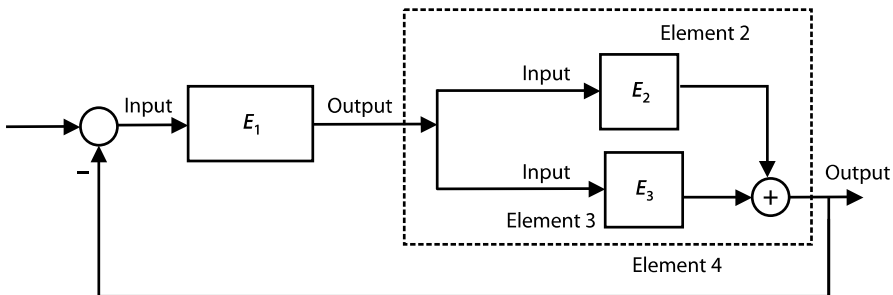 Element 2
Input
E2
Input
E1
Output
Input
E3
Output
+
–
Element 3
Element 4